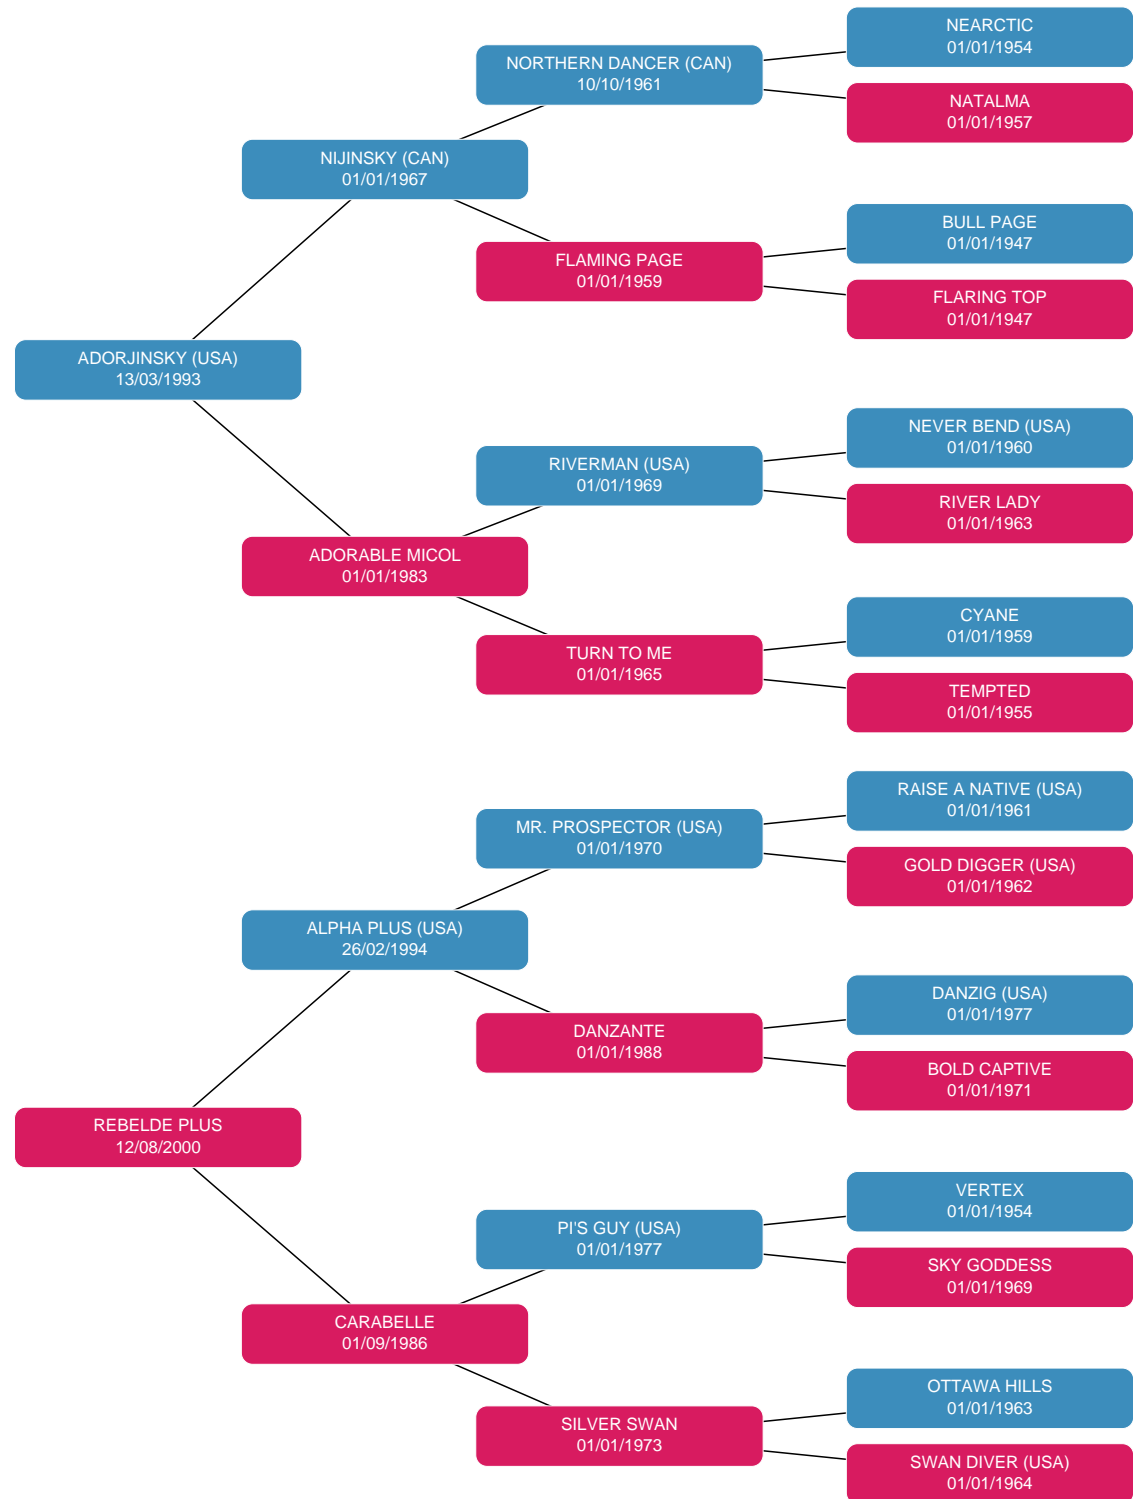 NEARCTIC
01/01/1954
NORTHERN DANCER (CAN)
10/10/1961
NATALMA
01/01/1957
NIJINSKY (CAN)
01/01/1967
BULL PAGE
01/01/1947
FLAMING PAGE
01/01/1959
FLARING TOP
01/01/1947
ADORJINSKY (USA)
13/03/1993
NEVER BEND (USA)
01/01/1960
RIVERMAN (USA)
01/01/1969
RIVER LADY
01/01/1963
ADORABLE MICOL
01/01/1983
CYANE
01/01/1959
TURN TO ME
01/01/1965
TEMPTED
01/01/1955
RAISE A NATIVE (USA)
01/01/1961
MR. PROSPECTOR (USA)
01/01/1970
GOLD DIGGER (USA)
01/01/1962
ALPHA PLUS (USA)
26/02/1994
DANZIG (USA)
01/01/1977
DANZANTE
01/01/1988
BOLD CAPTIVE
01/01/1971
REBELDE PLUS
12/08/2000
VERTEX
01/01/1954
PI'S GUY (USA)
01/01/1977
SKY GODDESS
01/01/1969
CARABELLE
01/09/1986
OTTAWA HILLS
01/01/1963
SILVER SWAN
01/01/1973
SWAN DIVER (USA)
01/01/1964